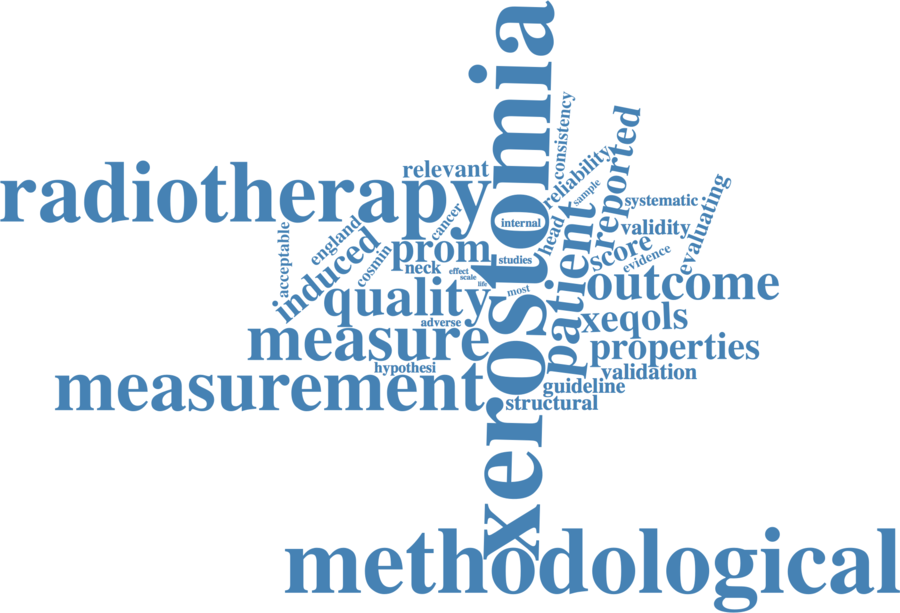 xerostomia
consistency
reported
relevant
reliability
radiotherapy
sample
systematic
evaluating
cancer
internal
head
validity
acceptable
england
induced
cosmin
prom
studies
score
evidence
neck
effect
scale
life
most
patient
outcome
quality
adverse
xeqols
measure
properties
hypothesi
validation
measurement
guideline
structural
methodological